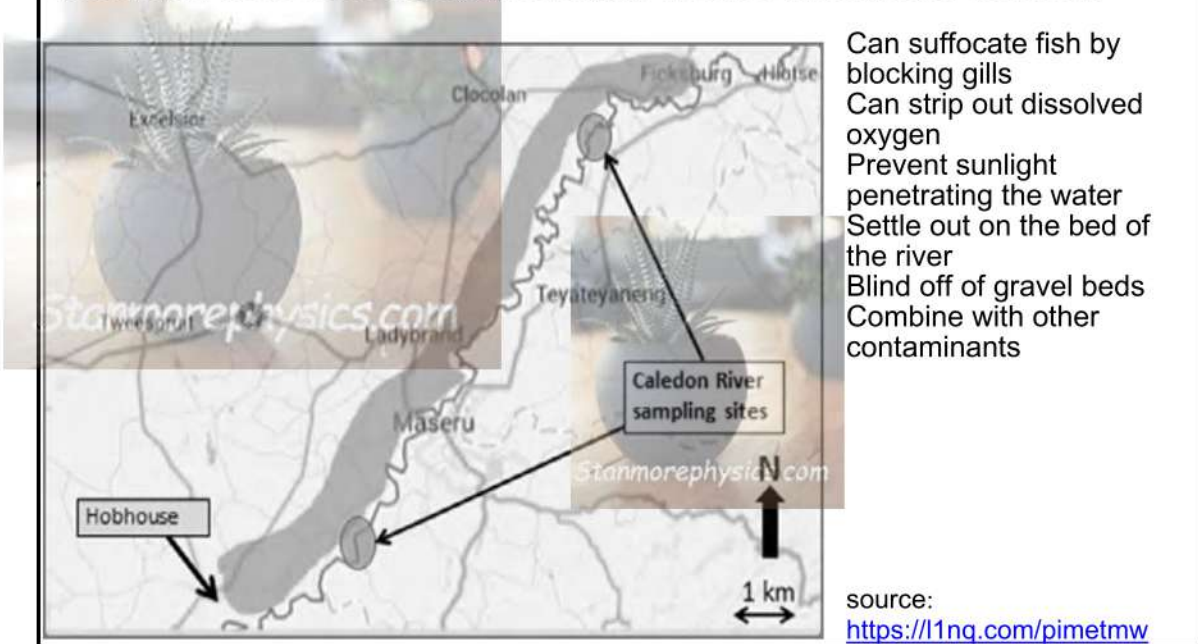 Can suffocate fish by
blocking gills
Can strip out dissolved
oxygen
Prevent sunlight
penetrating the water
Settle out on the bed of
the river
Blind off of gravel beds
Combine with other
contaminants
Ficksburg
Hlotse
Clocolan
Excelsior
Teyateyaneng
Stanmorephysics.com
Tweespruit
Ladybrand
Caledon River
sampling sites
Maseru
Stanmorephysics.com
N
Hobhouse
1 km
source:
https://l1nq.com/pimetmw